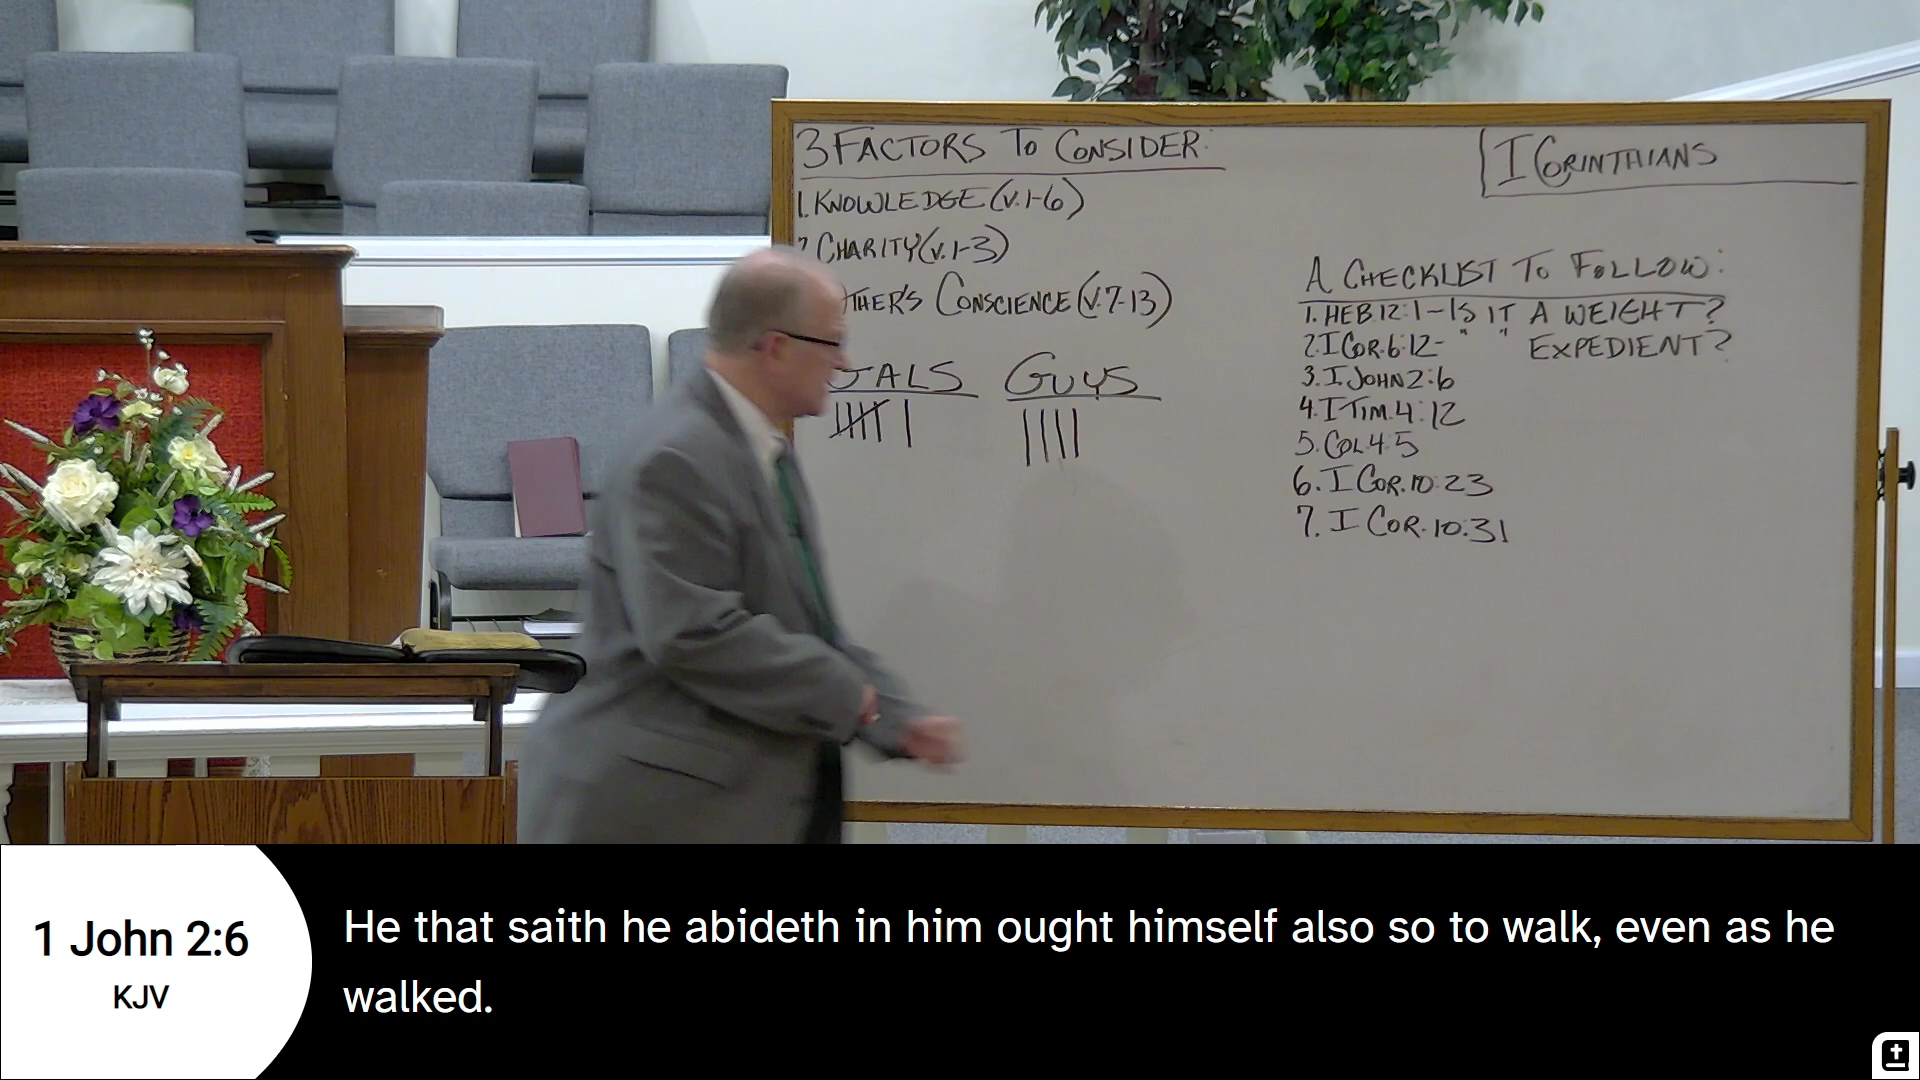 3 FACTORS TO CONSIDER:
1. KNOWLEDGE (V. 1-6)
2 CHARITY (V. 1-3)
THER'S CONSCIENCE (V. 7-13)
GALS GUYS
I CORINTHIANS
A CHECKLIST TO FOLLOW:
1. HEB. 12:1 - IS IT A WEIGHT?
2. I COR. 6:12 - " " EXPEDIENT?
3. I JOHN 2:6
4. I TIM. 4:12
5. COL 4:5
6. I COR. 10:23
7. I COR. 10:31
1 John 2:6
KJV
He that saith he abideth in him ought himself also so to walk, even as he
walked.